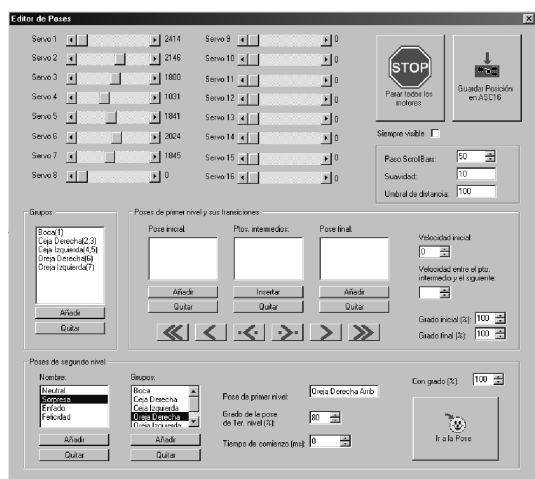 Editor de Poses
Servo 1 2414
Servo 2 2146
Servo 3 1800
Servo 4 1031
Servo 5 1841
Servo 6 2024
Servo 7 1845
Servo 8 0
Servo 9 0
Servo 10 0
Servo 11 0
Servo 12 0
Servo 13 0
Servo 14 0
Servo 15 0
Servo 16 0
STOP
Parar todos los
motores
Guardar Posición
en ASC16
Siempre visible
Paso ScrollBars: 50
Suavidad: 10
Umbral de distancia: 100
Grupos
Boca(1)
Ceja Derecha(2,3)
Ceja Izquierda(4,5)
Oreja Derecha(6)
Oreja Izquierda(7)
Añadir
Quitar
Poses de primer nivel y sus transiciones
Pose inicial:
Añadir
Quitar
Ptos. intermedios:
Insertar
Quitar
Pose final:
Añadir
Quitar
Velocidad inicial:
0
Velocidad entre el pto.
intermedio y el siguiente:
Grado inicial (%): 100
Grado final (%): 100
Poses de segundo nivel
Nombre:
Neutral
Sorpresa
Enfado
Felicidad
Añadir
Quitar
Grupos:
Boca
Ceja Derecha
Ceja Izquierda
Oreja Derecha
Oreja Izquierda
Añadir
Quitar
Pose de primer nivel: Oreja Derecha Arrib
Grado de la pose
de 1er. nivel (%): 80
Tiempo de comienzo (ms): 0
Con grado (%): 100
Ir a la Pose